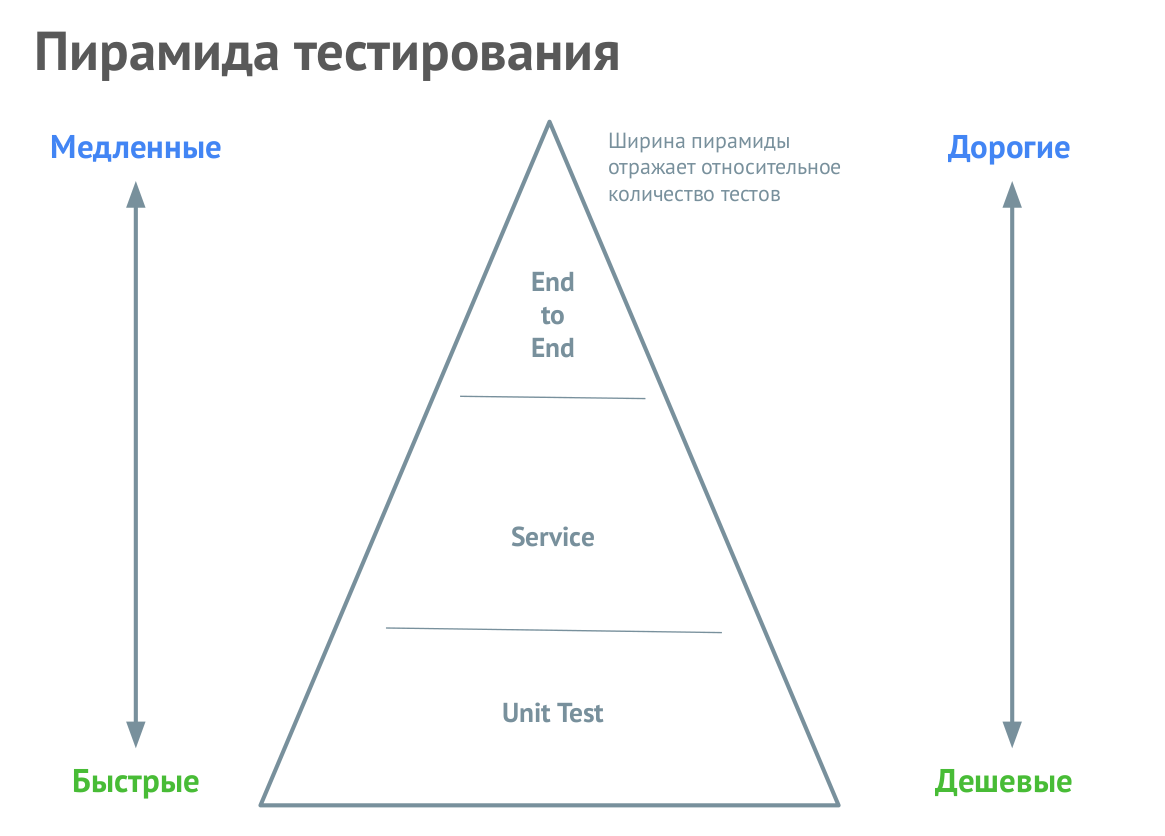 Пирамида тестирования
Медленные
Ширина пирамиды
отражает относительное
количество тестов
Дорогие
End
to
End
Service
Unit Test
Быстрые
Дешевые